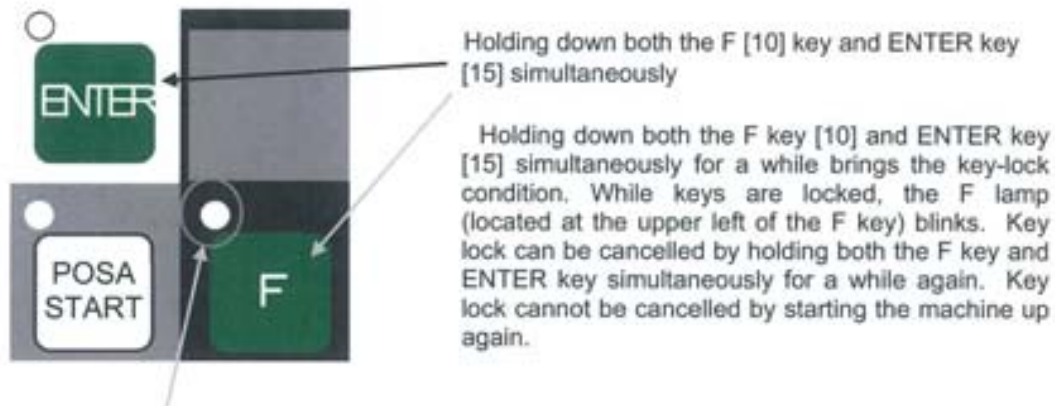 ENTER
POSA
START
F
Holding down both the F [10] key and ENTER key
[15] simultaneously
Holding down both the F key [10] and ENTER key
[15] simultaneously for a while brings the key-lock
condition. While keys are locked, the F lamp
(located at the upper left of the F key) blinks. Key
lock can be cancelled by holding both the F key and
ENTER key simultaneously for a while again. Key
lock cannot be cancelled by starting the machine up
again.